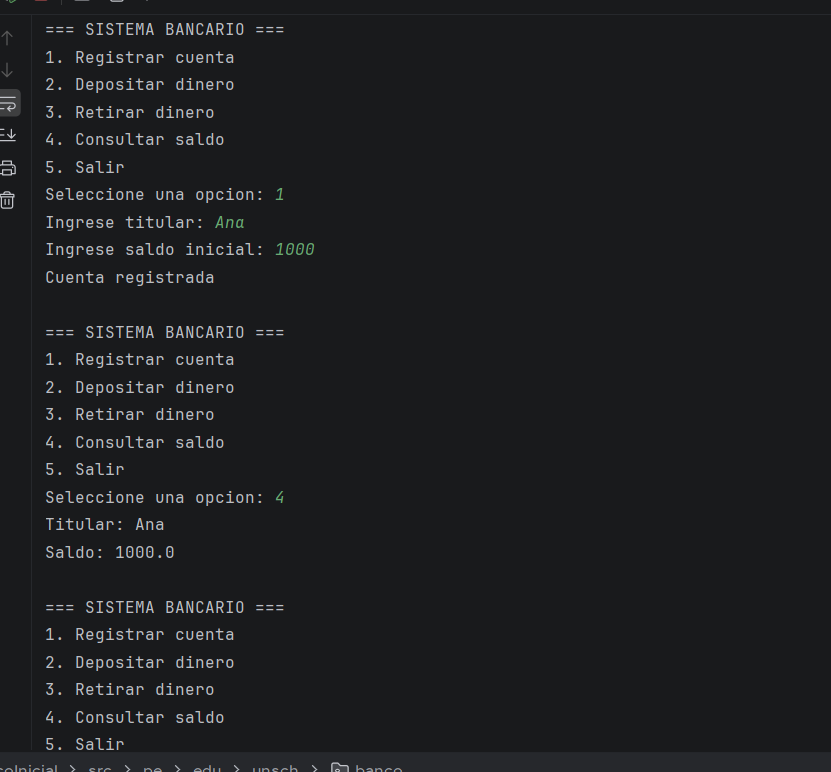 === SISTEMA BANCARIO ===
1. Registrar cuenta
2. Depositar dinero
3. Retirar dinero
4. Consultar saldo
5. Salir
Seleccione una opcion: 1
Ingrese titular: Ana
Ingrese saldo inicial: 1000
Cuenta registrada

=== SISTEMA BANCARIO ===
1. Registrar cuenta
2. Depositar dinero
3. Retirar dinero
4. Consultar saldo
5. Salir
Seleccione una opcion: 4
Titular: Ana
Saldo: 1000.0

=== SISTEMA BANCARIO ===
1. Registrar cuenta
2. Depositar dinero
3. Retirar dinero
4. Consultar saldo
5. Salir
coInicial > src > pe > edu > unsch > banco